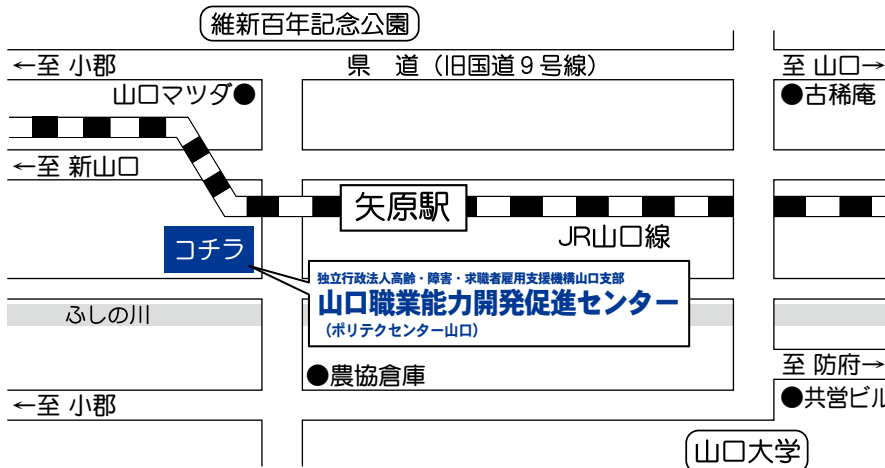 維新百年記念公園
←至 小郡
県 道（旧国道9号線）
至 山口→
山口マツダ●
●古稀庵
←至 新山口
矢原駅
JR山口線
コチラ
独立行政法人高齢・障害・求職者雇用支援機構山口支部
山口職業能力開発促進センター
（ポリテクセンター山口）
ふしの川
●農協倉庫
至 防府→
←至 小郡
●共営ビル
山口大学